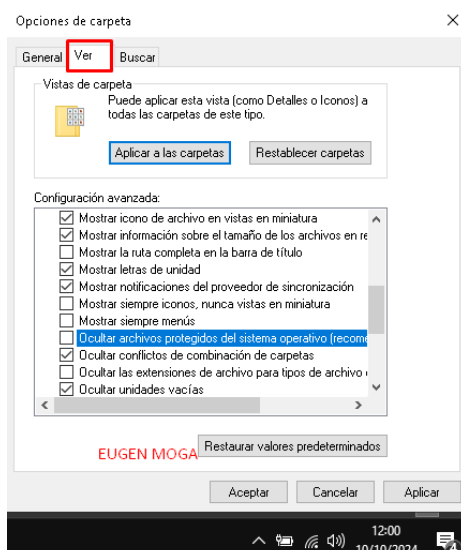 Opciones de carpeta
General Ver Buscar
Vistas de carpeta
Puede aplicar esta vista (como Detalles o Iconos) a
todas las carpetas de este tipo.
Aplicar a las carpetas Restablecer carpetas
Configuración avanzada:
Mostrar icono de archivo en vistas en miniatura
Mostrar información sobre el tamaño de los archivos en re
Mostrar la ruta completa en la barra de título
Mostrar letras de unidad
Mostrar notificaciones del proveedor de sincronización
Mostrar siempre iconos, nunca vistas en miniatura
Mostrar siempre menús
Ocultar archivos protegidos del sistema operativo (recome
Ocultar conflictos de combinación de carpetas
Ocultar las extensiones de archivo para tipos de archivo
Ocultar unidades vacías
EUGEN MOGA Restaurar valores predeterminados
Aceptar Cancelar Aplicar
12:00
10/10/2024